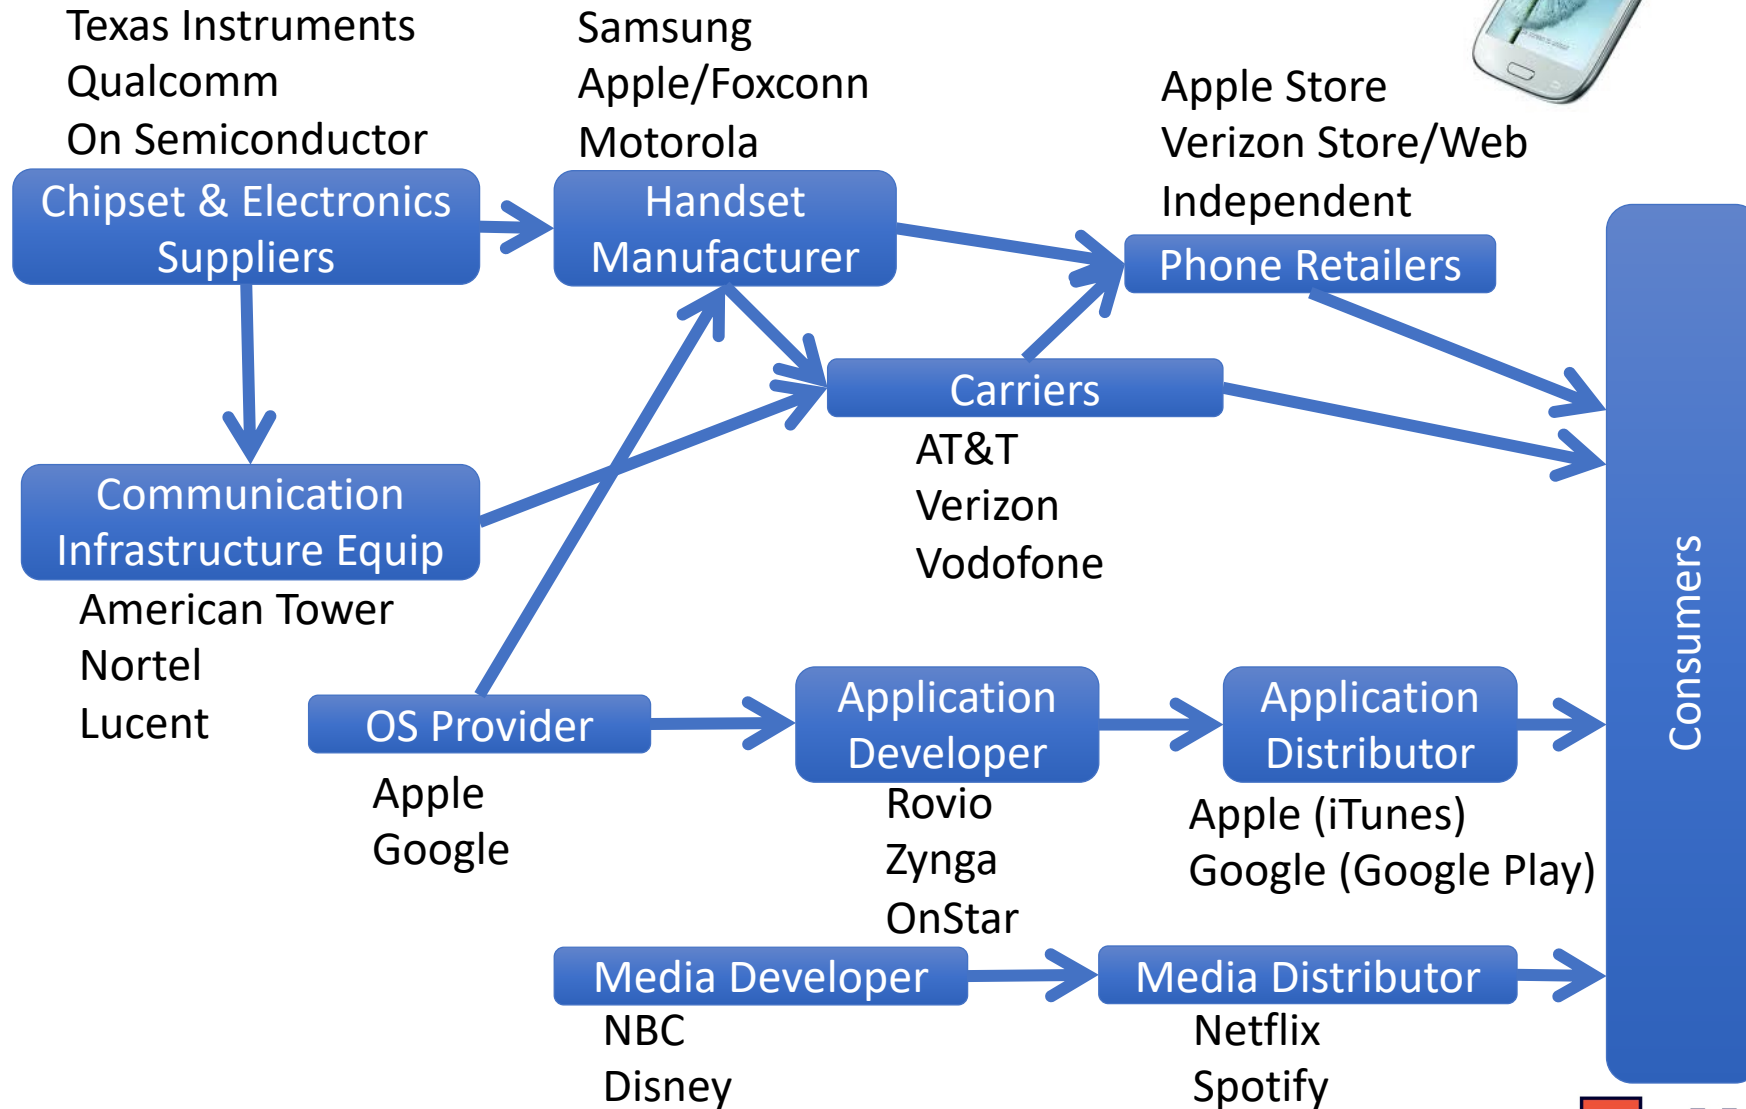 Texas Instruments
Qualcomm
On Semiconductor
Chipset & Electronics
Suppliers
Samsung
Apple/Foxconn
Motorola
Handset
Manufacturer
Apple Store
Verizon Store/Web
Independent
Phone Retailers
Carriers
AT&T
Verizon
Vodofone
Communication
Infrastructure Equip
American Tower
Nortel
Lucent
OS Provider
Apple
Google
Application
Developer
Rovio
Zynga
OnStar
Application
Distributor
Apple (iTunes)
Google (Google Play)
Media Developer
NBC
Disney
Media Distributor
Netflix
Spotify
Consumers